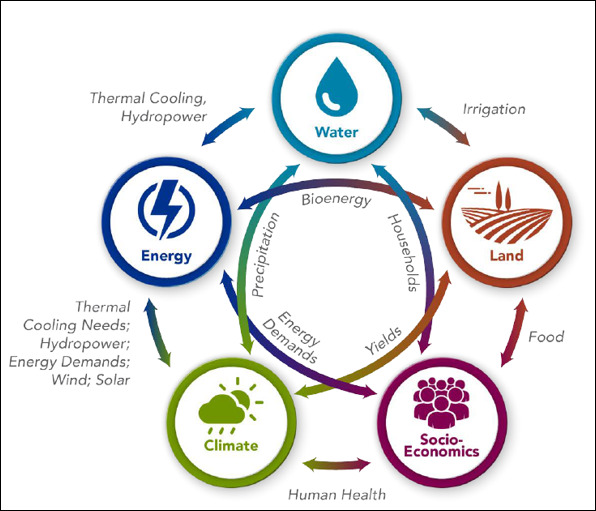 Thermal Cooling,
Hydropower
Water
Irrigation
Energy
Bioenergy
Land
Precipitation
Households
Thermal
Cooling Needs;
Hydropower;
Energy Demands;
Wind; Solar
Energy
Demands
Yields
Food
Climate
Socio-
Economics
Human Health